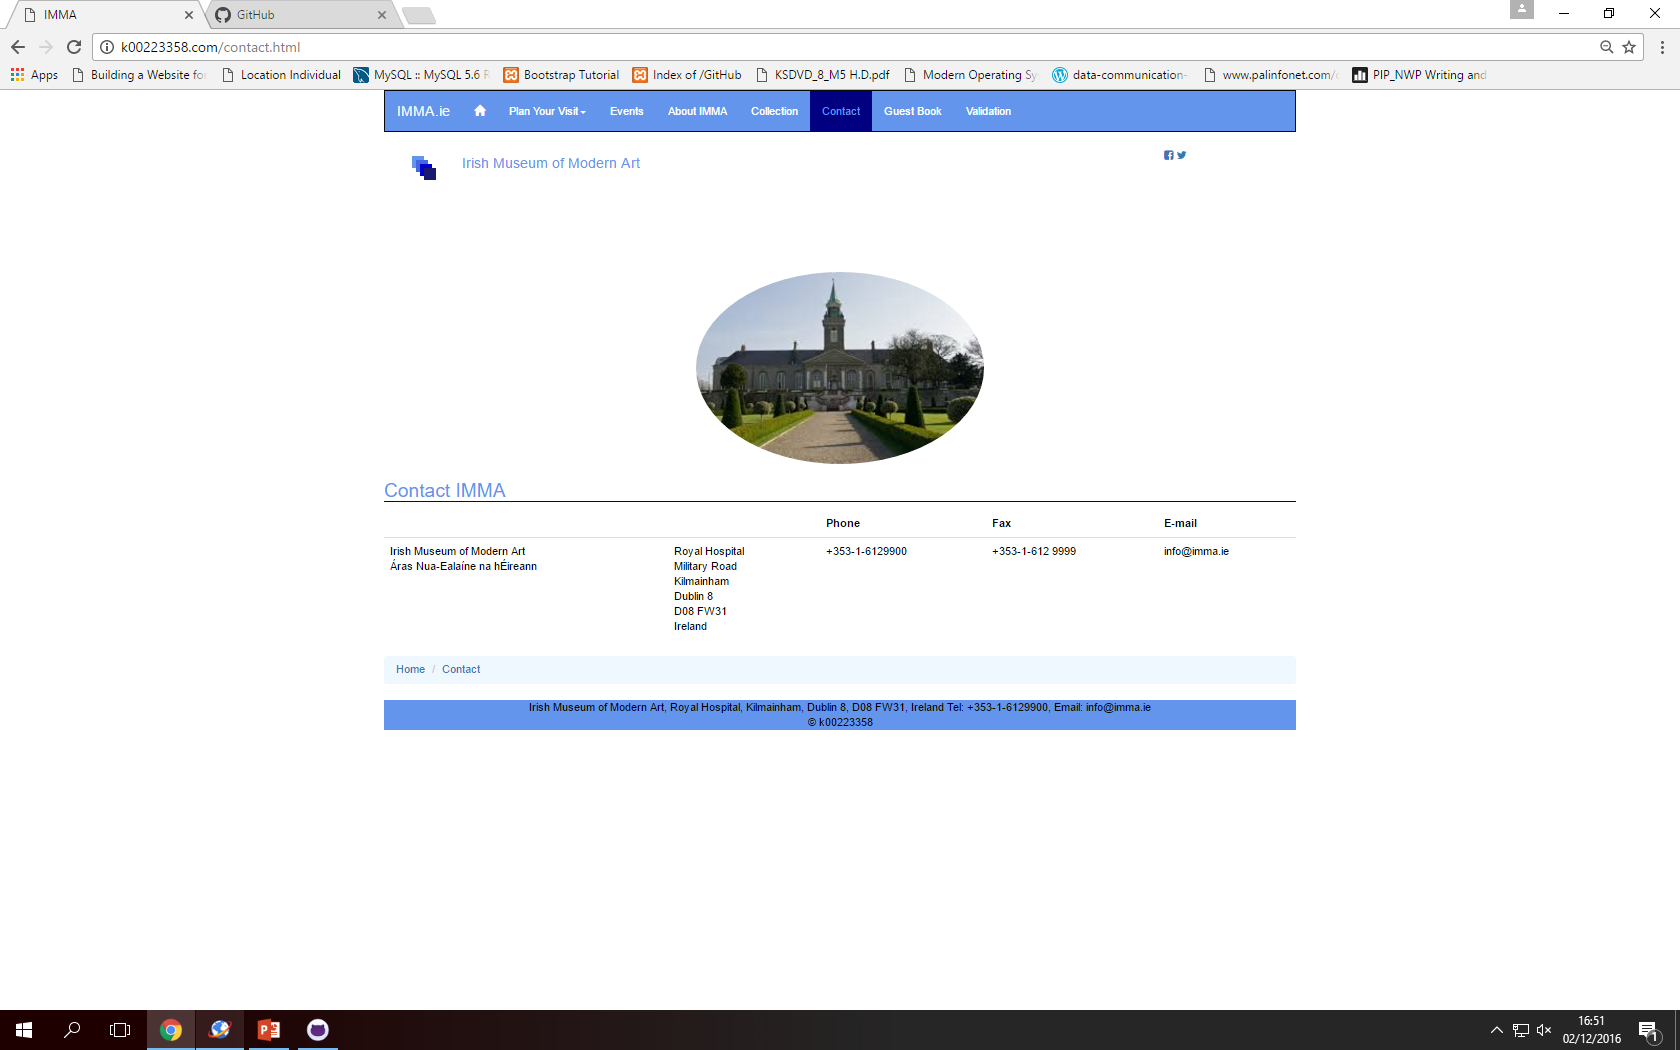 IMMA
GitHub
k00223358.com/contact.html
Apps
Building a Website fo
Location Individual
MySQL :: MySQL 5.6 R
Bootstrap Tutorial
Index of /GitHub
KSDVD_8_M5 H.D.pdf
Modern Operating Sy
data-communication-
www.palinfonet.com/
PIP_NWP Writing and
IMMA.ie
Plan Your Visit
Events
About IMMA
Collection
Contact
Guest Book
Validation
Irish Museum of Modern Art
Contact IMMA
Phone
Fax
E-mail
Irish Museum of Modern Art
Áras Nua-Ealaíne na hÉireann
Royal Hospital
Military Road
Kilmainham
Dublin 8
D08 FW31
Ireland
+353-1-6129900
+353-1-612 9999
info@imma.ie
Home / Contact
Irish Museum of Modern Art, Royal Hospital, Kilmainham, Dublin 8, D08 FW31, Ireland Tel: +353-1-6129900, Email: info@imma.ie
© k00223358
16:51
02/12/2016
1